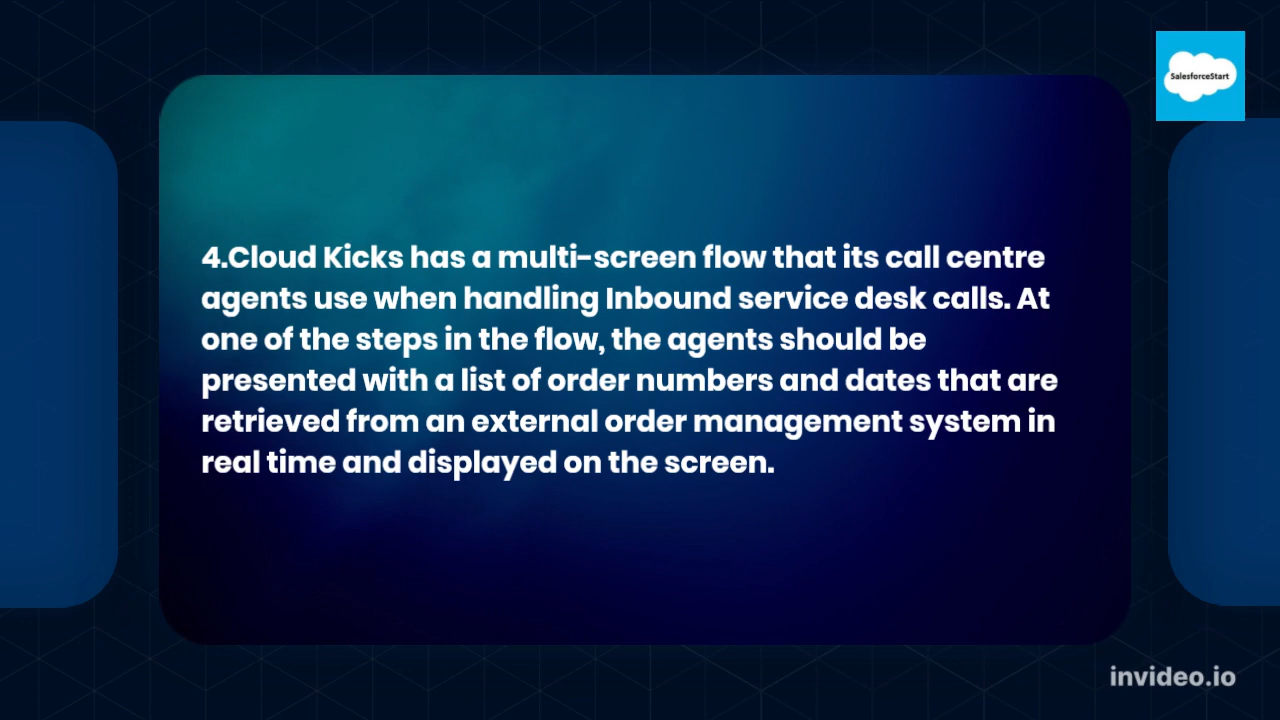 SalesforceStart
4.Cloud Kicks has a multi-screen flow that its call centre
agents use when handling Inbound service desk calls. At
one of the steps in the flow, the agents should be
presented with a list of order numbers and dates that are
retrieved from an external order management system in
real time and displayed on the screen.
invideo.io